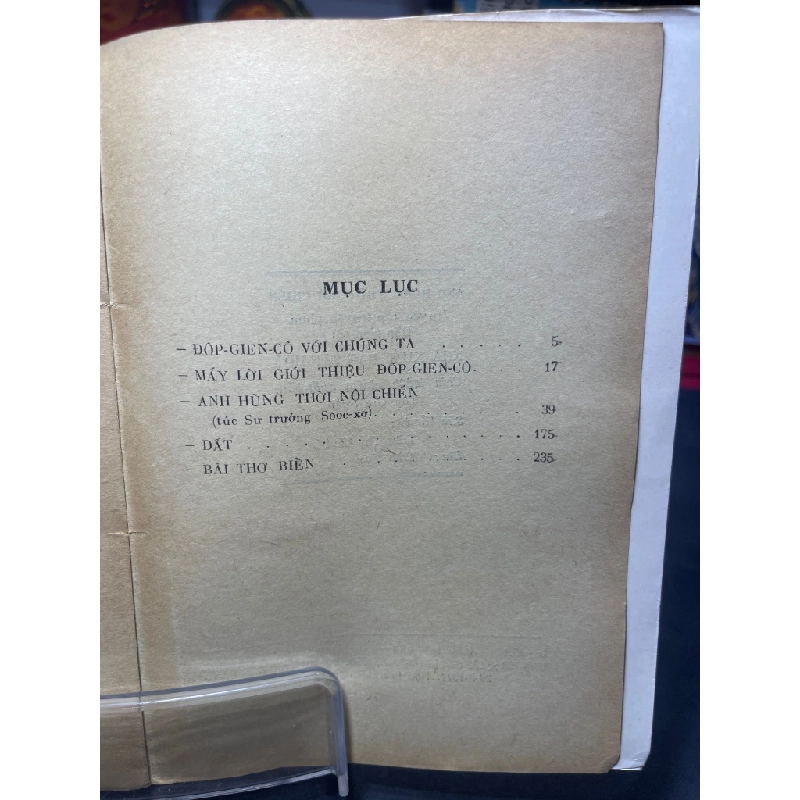 MỤC LỤC
— ĐỐP-GIEN-CÔ VỚI CHÚNG TA . . . . . 5
— MẤY LỜI GIỚI THIỆU ĐỐP-GIEN-CÔ. . . . 17
— ANH HÙNG THỜI NỘI CHIẾN
(tức Sư trưởng Sooc-xơ). . . . . . . . 39
— ĐẤT . . . . . . . . . . . . . . 175
BÀI THƠ BIỂN . . . . . . . . . . 235